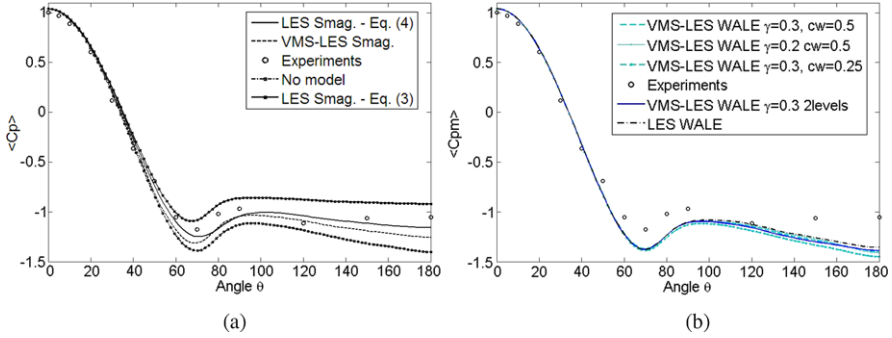 1
0.5
0
-0.5
-1
-1.5
<Cp>
0 20 40 60 80 100 120 140 160 180
Angle θ
LES Smag. - Eq. (4)
VMS-LES Smag.
Experiments
No model
LES Smag. - Eq. (3)
(a)
1
0.5
0
-0.5
-1
-1.5
<Cpm>
0 20 40 60 80 100 120 140 160 180
Angle θ
VMS-LES WALE γ=0.3, cw=0.5
VMS-LES WALE γ=0.2 cw=0.5
VMS-LES WALE γ=0.3, cw=0.25
Experiments
VMS-LES WALE γ=0.3 2levels
LES WALE
(b)